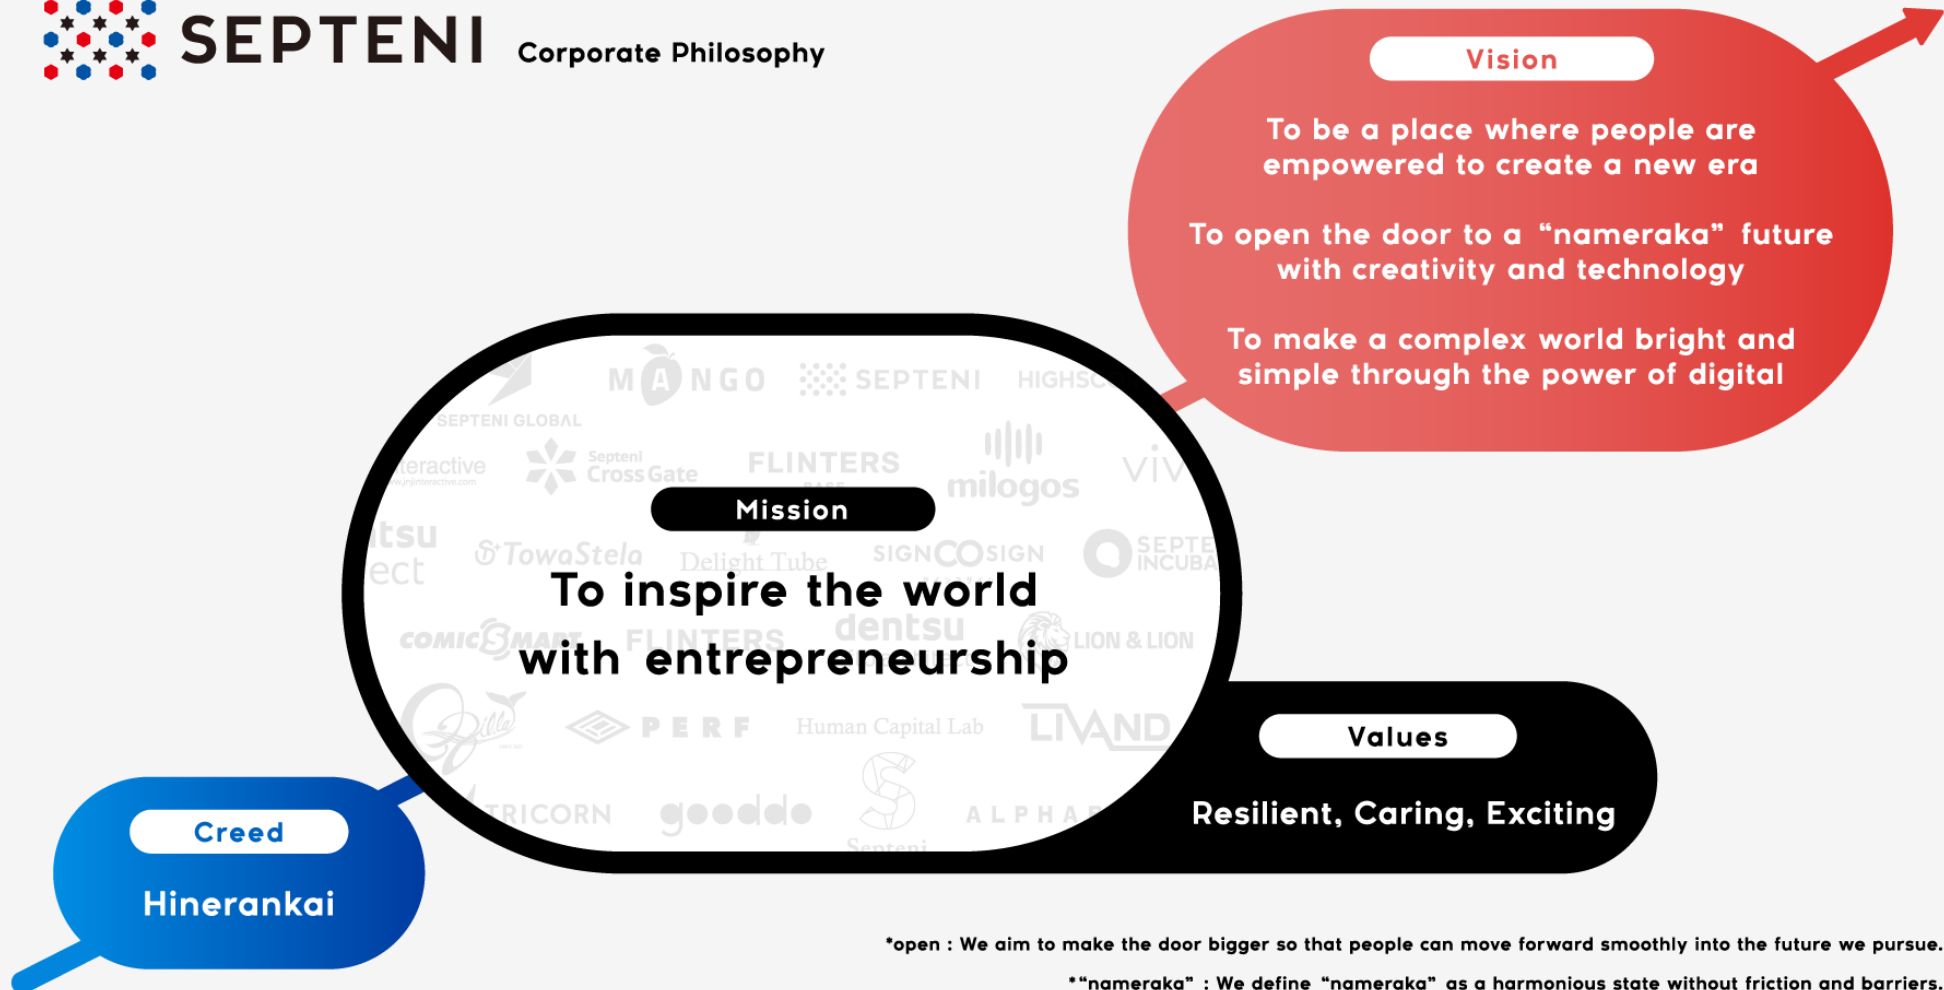 SEPTENI Corporate Philosophy
Vision
To be a place where people are
empowered to create a new era
To open the door to a “nameraka” future
with creativity and technology
To make a complex world bright and
simple through the power of digital
MANGO SEPTENI
SEPTENI GLOBAL
Septeni
CrossGate
FLINTERS
milogos
Mission
TowaStela Delight Tube SIGNCOSIGN
To inspire the world
FLINTERS dentsu LION & LION
with entrepreneurship
PERF Human Capital Lab LIVAND
TRICORN gooddo
Septeni
Values
Resilient, Caring, Exciting
Creed
Hinerankai
*open : We aim to make the door bigger so that people can move forward smoothly into the future we pursue.
*“nameraka” : We define “nameraka” as a harmonious state without friction and barriers.